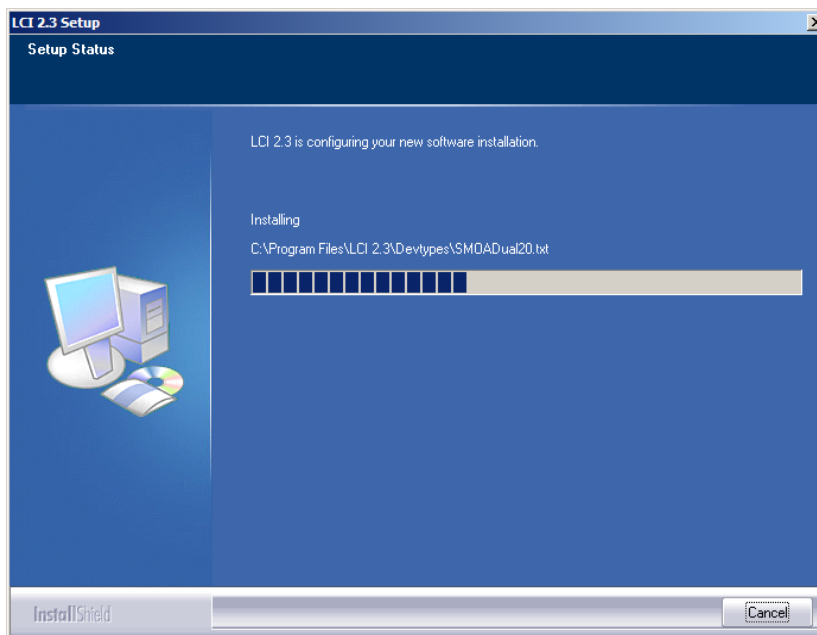 LCI 2.3 Setup
Setup Status
LCI 2.3 is configuring your new software installation.
Installing
C:\Program Files\LCI 2.3\Devtypes\SMOADual20.txt
InstallShield
Cancel